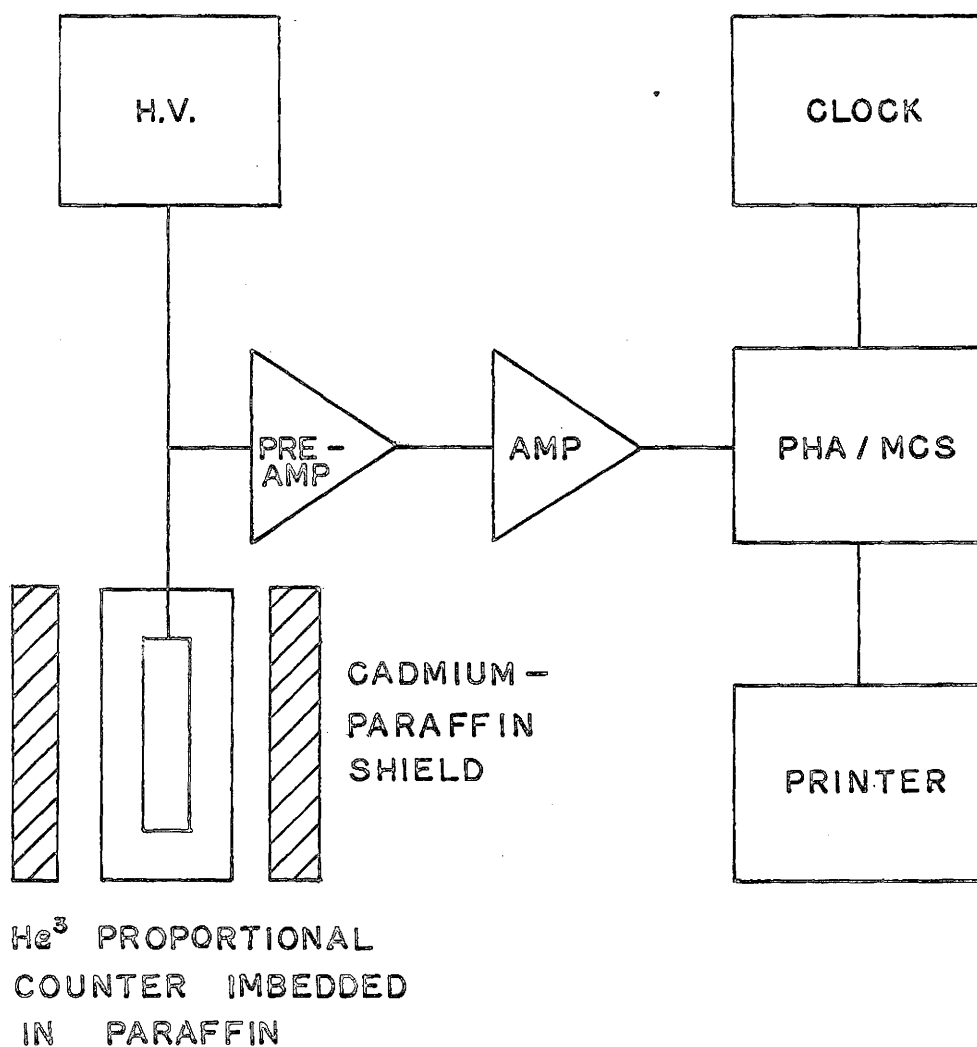 H.V.
CLOCK
PRE-
AMP
AMP
PHA / MCS
CADMIUM-
PARAFFIN
SHIELD
PRINTER
He³ PROPORTIONAL
COUNTER IMBEDDED
IN PARAFFIN